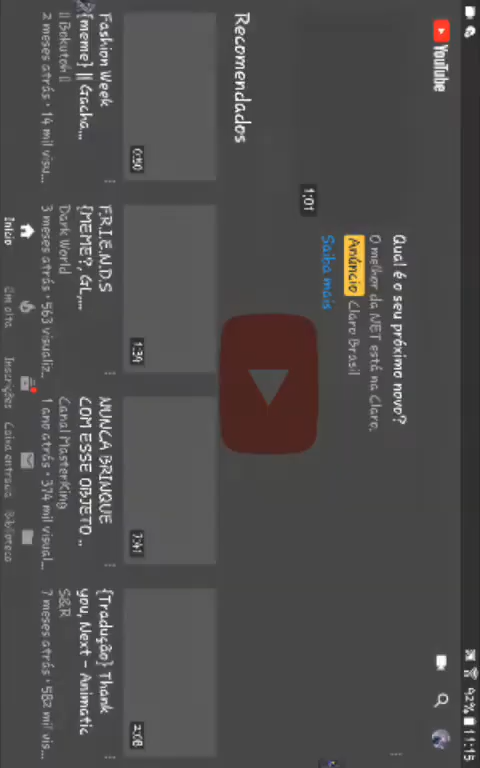 92% 11:15
YouTube
1:01
Qual é o seu próximo novo?
O melhor da NET está na Claro.
Anúncio Claro Brasil
Saiba mais
Recomendados
0:50
Fashion Week
{meme} || Gacha...
|| Bokutoh ||
2 meses atrás · 14 mil visu...
1:34
F.R.I.E.N.D.S
{MEME?, GL,...
Dark World
3 meses atrás · 563 visualiz...
7:41
NUNCA BRINQUE
COM ESSE OBJETO ..
Canal MasterKing
1 ano atrás · 374 mil visual...
2:08
{Tradução} Thank
you, Next - Animatic
S&R
7 meses atrás · 582 mil vis...
Início
Em alta
Inscrições
Caixa entrada
Biblioteca